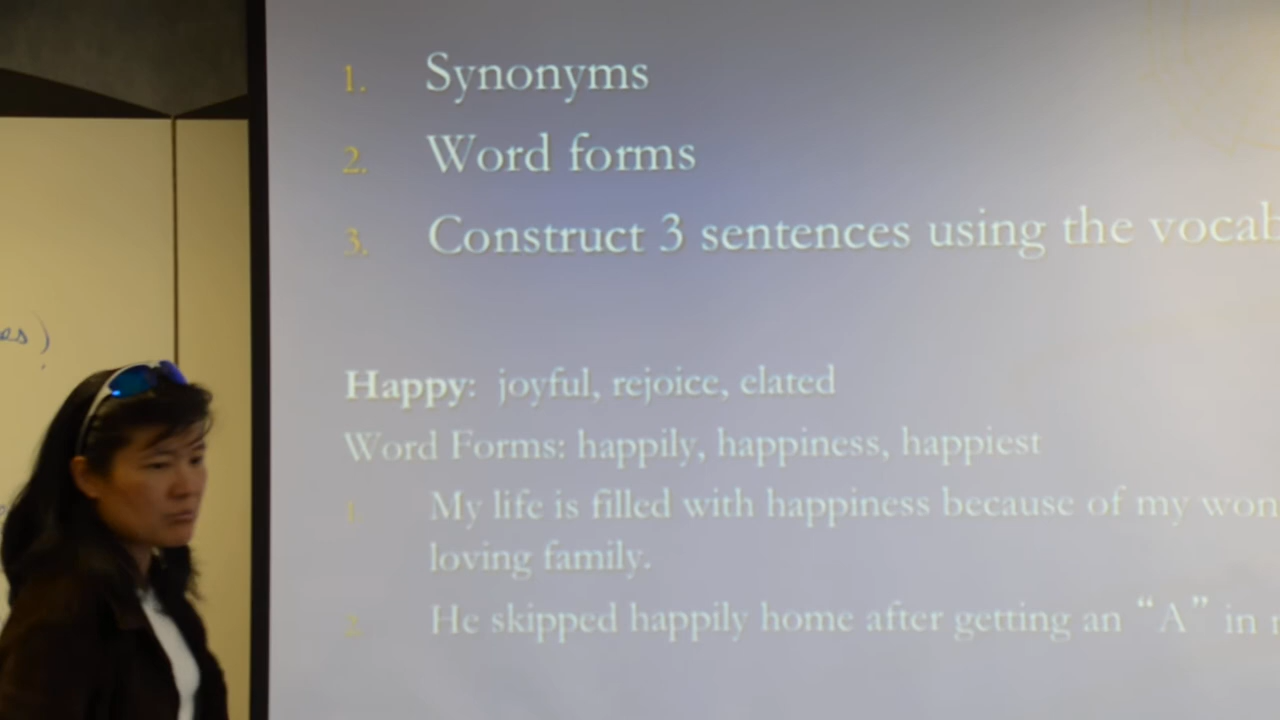 1. Synonyms
2. Word forms
3. Construct 3 sentences using the
Happy: joyful, rejoice, elated
Word Forms: happily, happiness, happiest
1. My life is filled with happiness because of my
loving family.
2. He skipped happily home after getting an “A” in